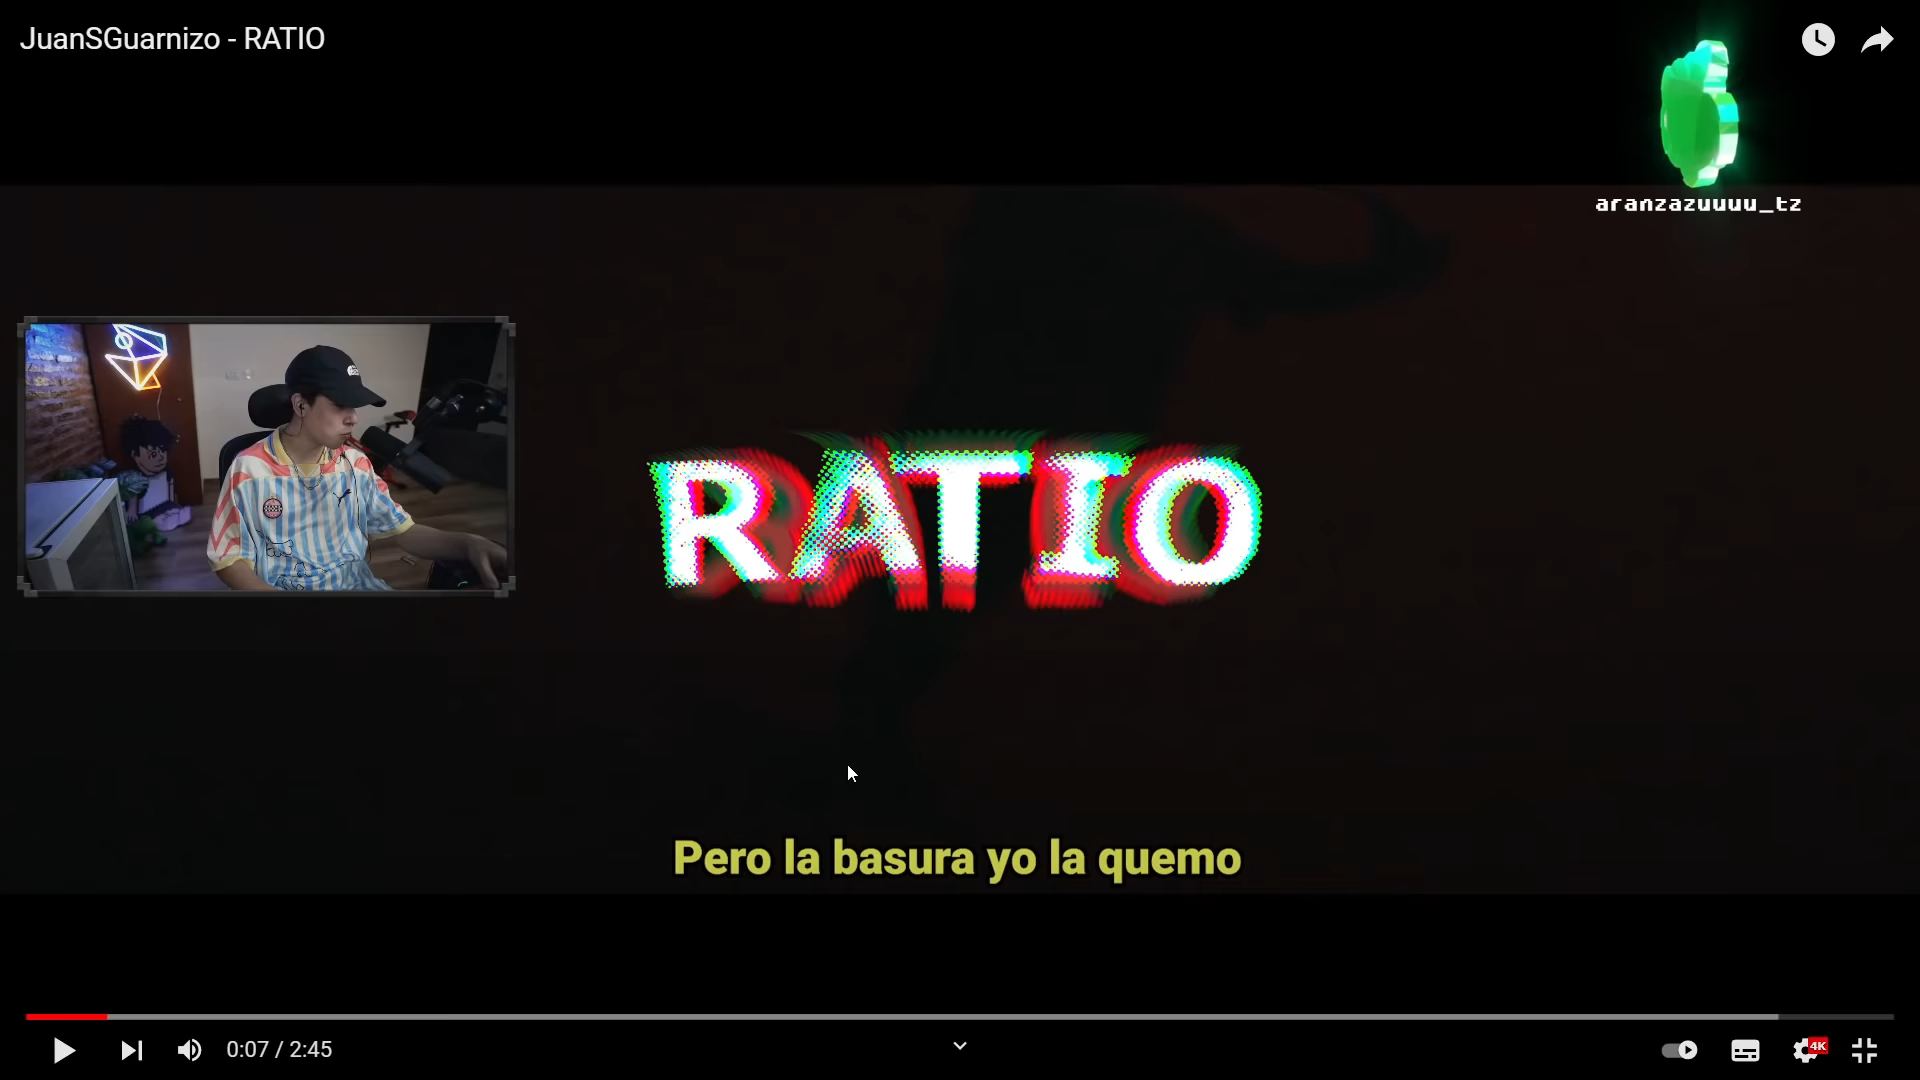 JuanSGuarnizo - RATIO
aranzazuuuu_tz
RATIO
Pero la basura yo la quemo
0:07 / 2:45
4K